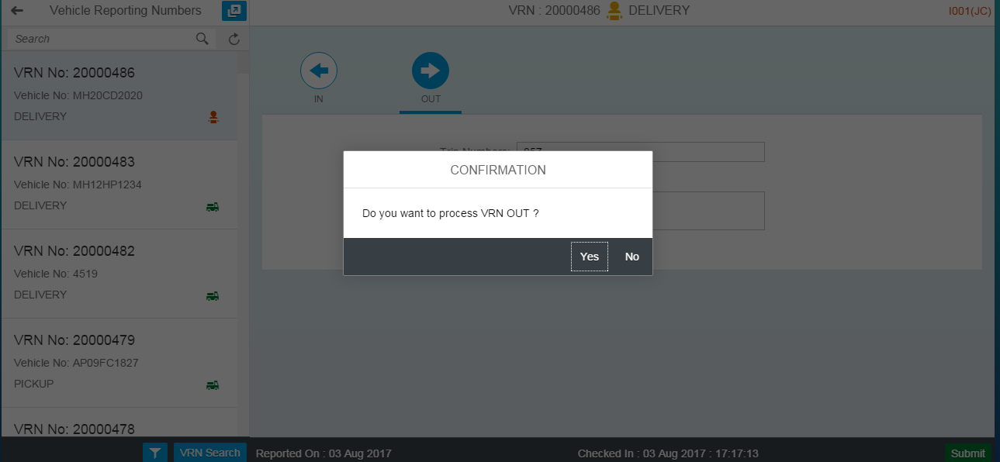 Vehicle Reporting Numbers
VRN : 20000486 DELIVERY
I001(JC)
Search
VRN No: 20000486
Vehicle No: MH20CD2020
DELIVERY
VRN No: 20000483
Vehicle No: MH12HP1234
DELIVERY
VRN No: 20000482
Vehicle No: 4519
DELIVERY
VRN No: 20000479
Vehicle No: AP09FC1827
PICKUP
VRN No: 20000478
IN
OUT
Trip Numbers:
CONFIRMATION
Do you want to process VRN OUT ?
Yes
No
VRN Search
Reported On : 03 Aug 2017
Checked In : 03 Aug 2017 : 17:17:13
Submit